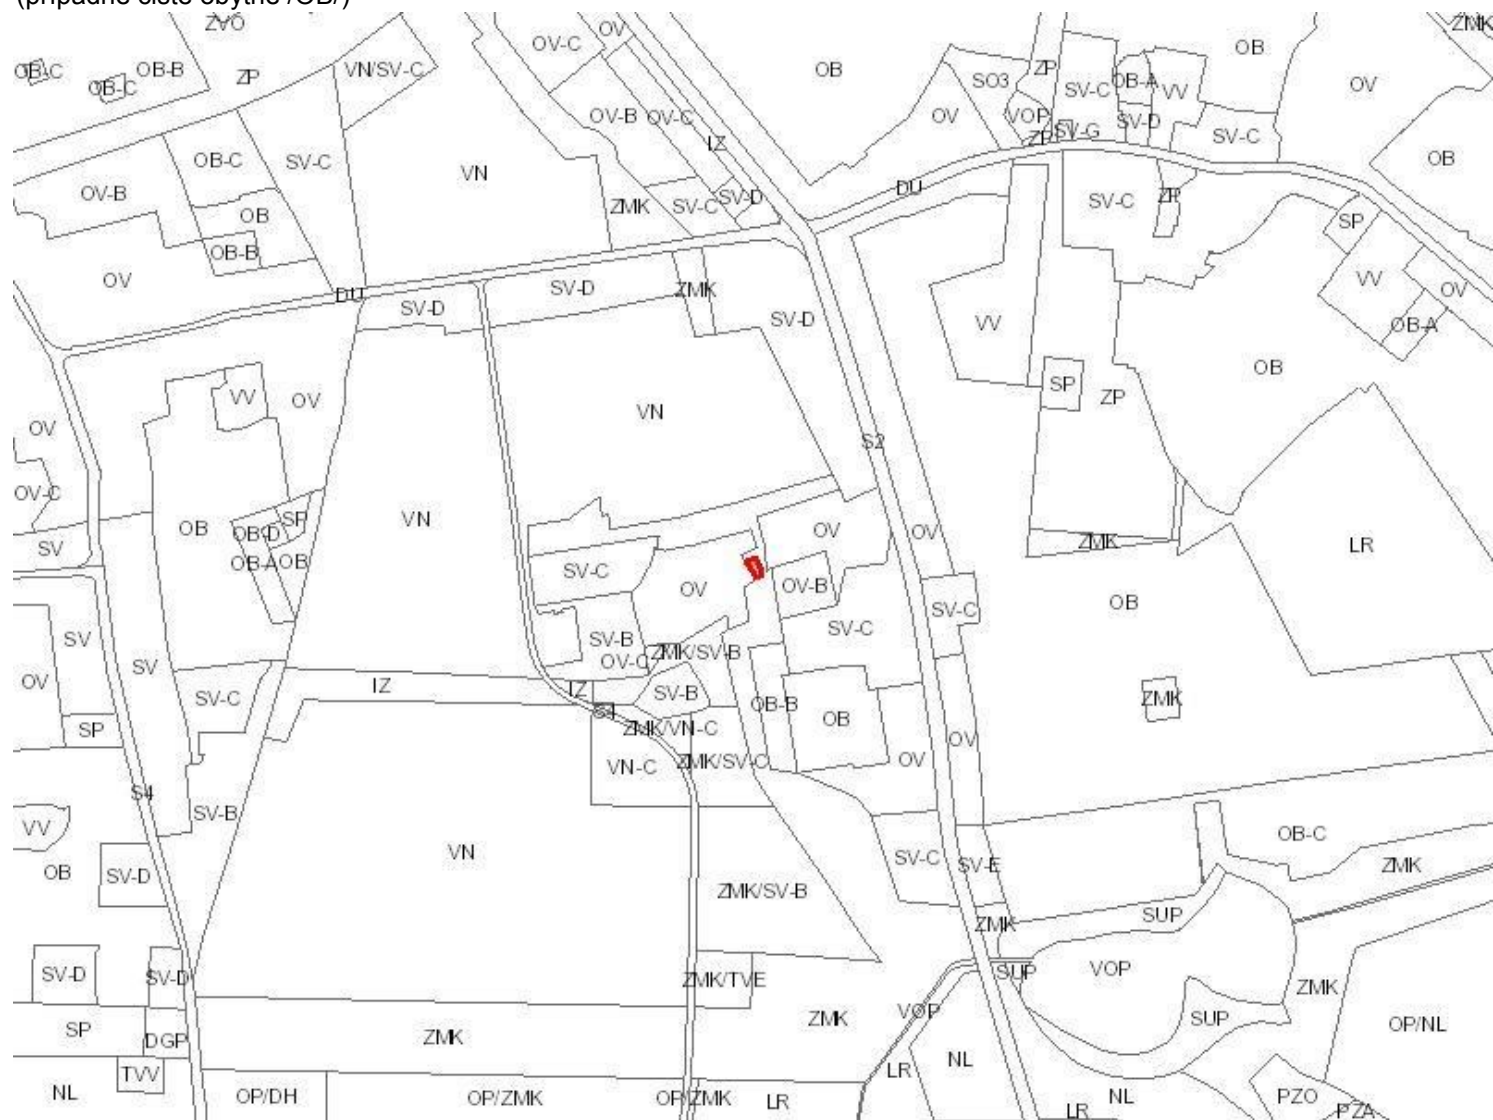 (případně čistě obytné /OB/)
ZVO
OV-C
OV
ZMK
OB-C
OB-B
OB-C
ZP
VN/SV-C
OB
SO3
ZP
OB-A
SV-C
VV
OB
OV
OV
VOP
SV-G
ZP
SV-D
SV-C
OB
OV-B
OV-C
IZ
OB-C
SV-C
VN
OV-B
OB
OB-B
ZMK
SV-C
SV-D
DU
SV-C
ZP
SP
OV
DU
SV-D
SV-D
ZMK
SV-D
VV
VV
OV
OB-A
OB
VV
OV
SP
ZP
OV
VN
S2
OV-C
SP
OB
OB-D
VN
OV
OV
ZMK
LR
SV
OB-A
OB
SV-C
OV
OV-B
OB
SV-C
SV
SV-B
SV-C
OV-C
ZMK/SV-B
SV
OV
SV-C
IZ
IZ
SV-B
OB-B
ZMK
SP
S4
OB
ZMK/VN-C
OV
VN-C
ZMK/SV-C
OV
S4
SV-B
VV
OB-C
VN
SV-C
SV-E
ZMK
OB
SV-D
ZMK/SV-B
SUP
ZMK
SV-D
SV-D
ZMK/TVE
SUP
VOP
ZMK
VOP
ZMK
SUP
OP/NL
SP
DGP
ZMK
NL
LR
TVV
NL
OP/DH
OP/ZMK
OP/ZMK
LR
NL
LR
PZO
PZA